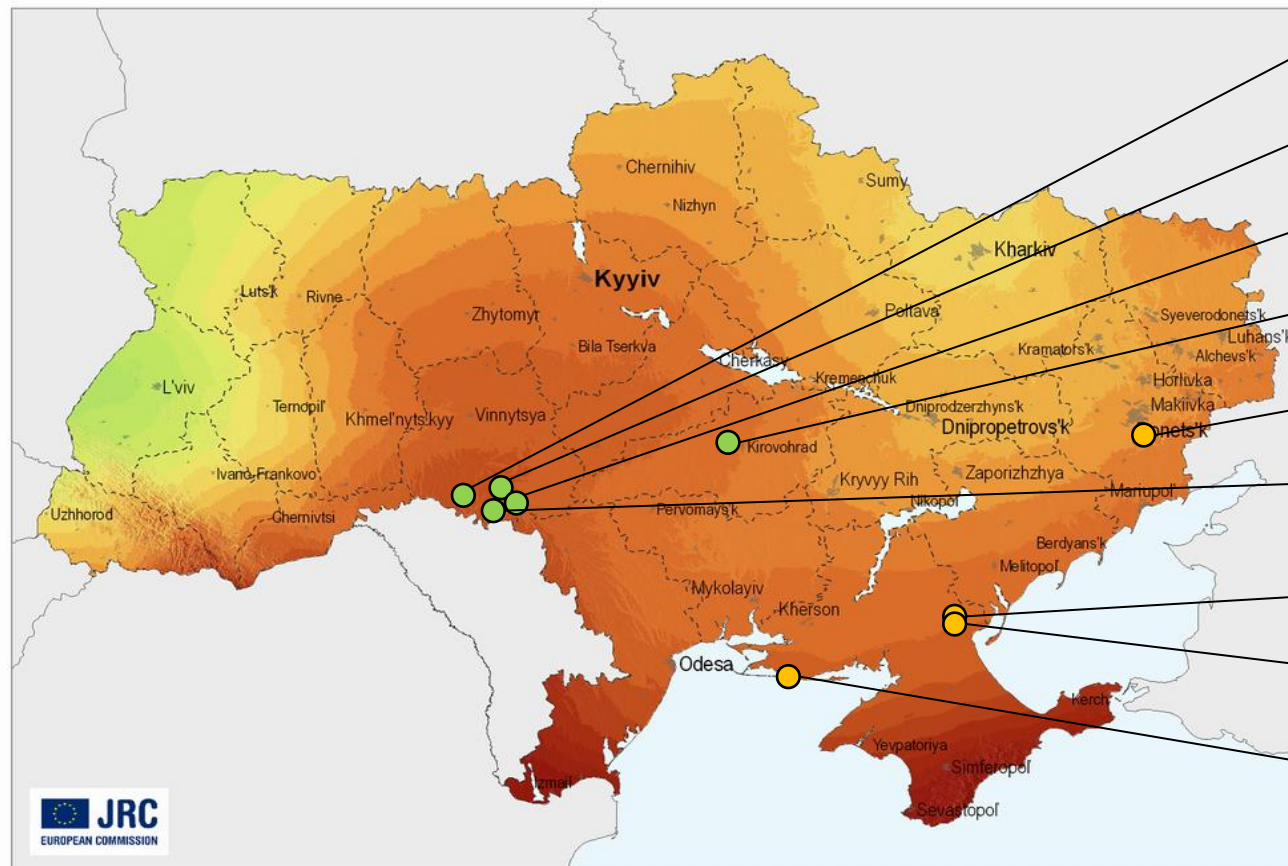 Chernihiv
Sumy
Nizhyn
Kharkiv
Kyyiv
Luts'k
Rivne
Zhytomyr
Poltava
Syeverodonets'k
Luhans'k
Bila Tserkva
Kramators'k
Alchevs'k
Cherkasy
Kremenchuk
Horlivka
L'viv
Ternopil'
Khmel'nyts'kyy
Vinnytsya
Dniprodzerzhyns'k
Makiivka
Dnipropetrovs'k
onets'k
Kirovohrad
Ivano-Frankovo
Kryvyy Rih
Zaporizhzhya
Nikopol'
Mariupol'
Uzhhorod
Chernivtsi
Pervomays'k
Berdyans'k
Melitopol'
Mykolayiv
Kherson
Odesa
Kerch
Yevpatoriya
Simferopol'
Izmail
Sevastopol'
JRC
EUROPEAN COMMISSION